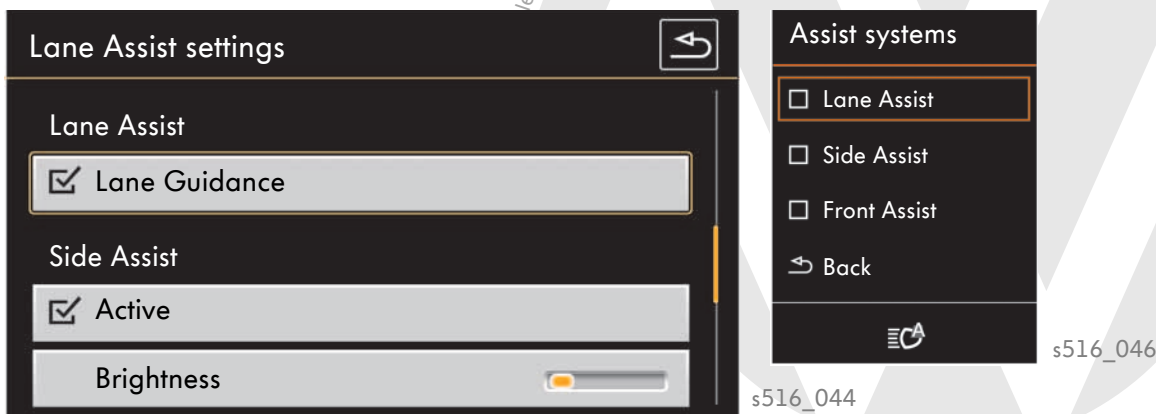 Lane Assist settings
Lane Assist
Lane Guidance
Side Assist
Active
Brightness
s516_044
Assist systems
Lane Assist
Side Assist
Front Assist
Back
A
s516_046